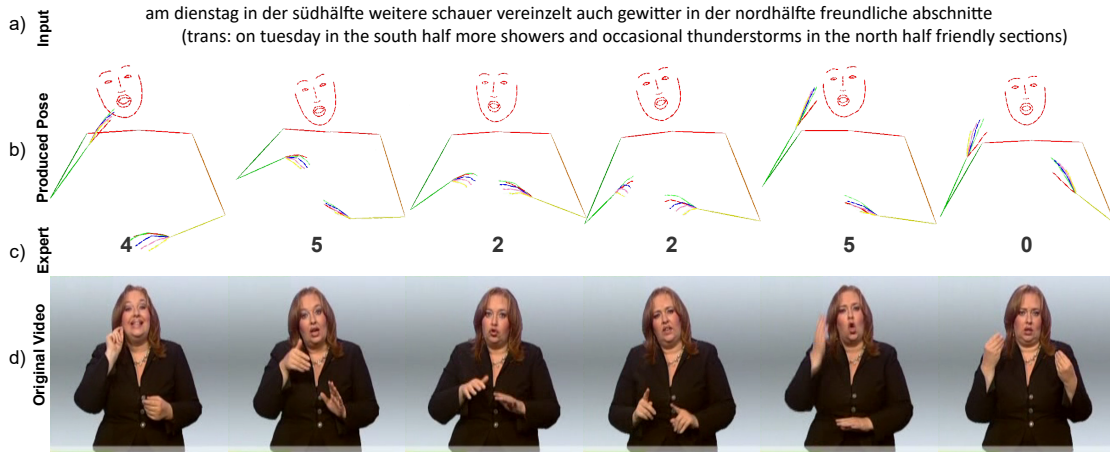 a) Input am dienstag in der südhälfte weitere schauer vereinzelt auch gewitter in der nordhälfte freundliche abschnitte
(trans: on tuesday in the south half more showers and occasional thunderstorms in the north half friendly sections)
b) Produced Pose
c) Expert 4 5 2 2 5 0
d) Original Video